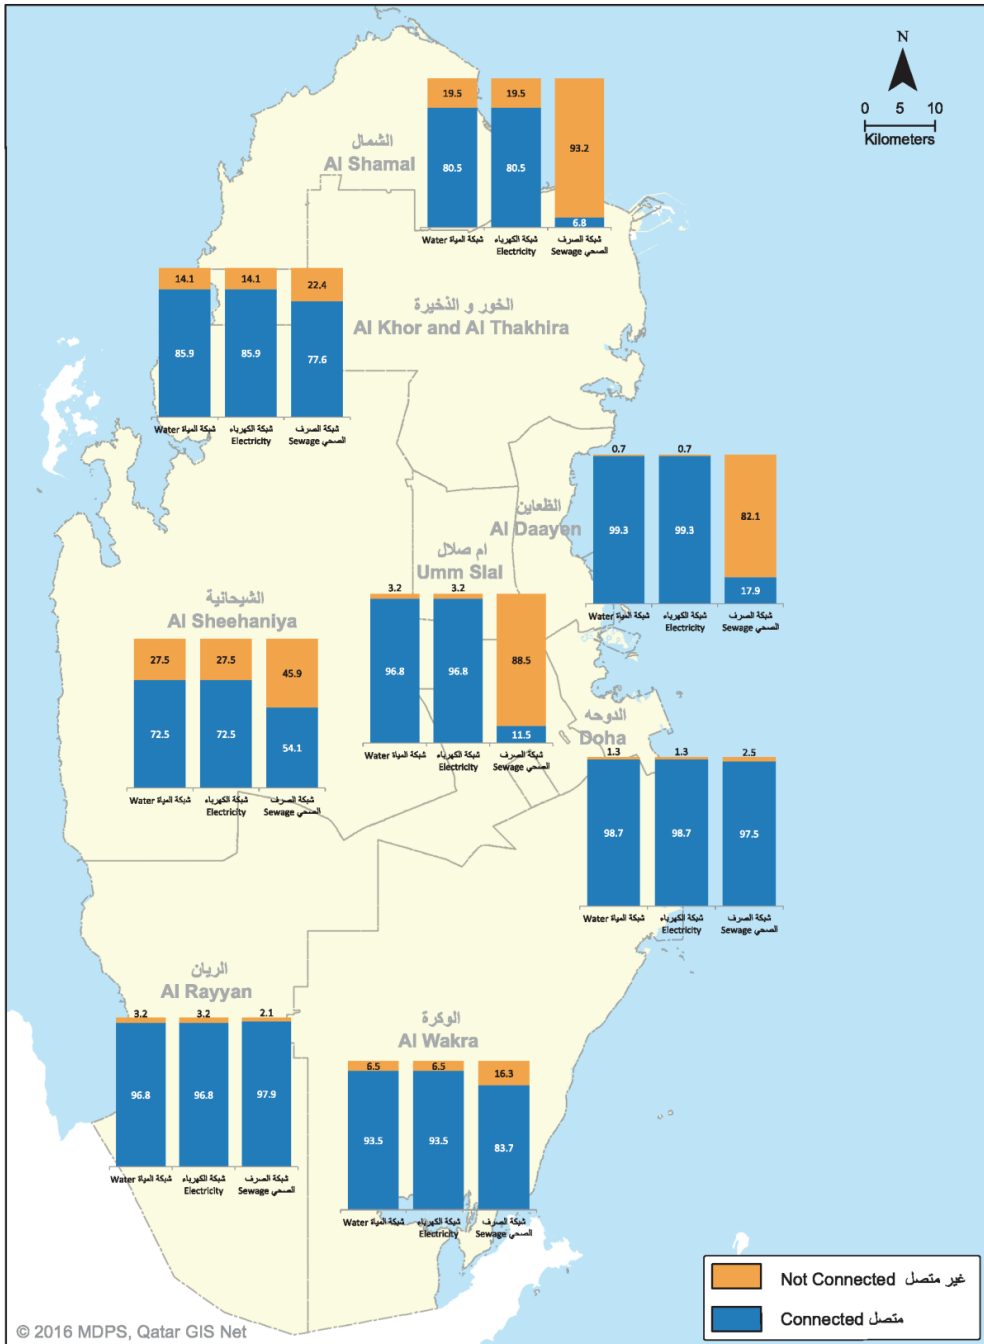 N
0 5 10
Kilometers
الشمال
Al Shamal
19.5 19.5 93.2
80.5 80.5 6.8
Water شبكة المياة
شبكة الكهرباء
Electricity
شبكة الصرف
Sewage الصحي
الخور و الذخيرة
Al Khor and Al Thakhira
14.1 14.1 22.4
85.9 85.9 77.6
Water شبكة المياة
شبكة الكهرباء
Electricity
شبكة الصرف
Sewage الصحي
الظعاين
Al Daayen
0.7 0.7 82.1
99.3 99.3 17.9
Water شبكة المياة
شبكة الكهرباء
Electricity
شبكة الصرف
Sewage الصحي
ام صلال
Umm Slal
3.2 3.2 88.5
96.8 96.8 11.5
Water شبكة المياة
شبكة الكهرباء
Electricity
شبكة الصرف
Sewage الصحي
الشيحانية
Al Sheehaniya
27.5 27.5 45.9
72.5 72.5 54.1
Water شبكة المياة
شبكة الكهرباء
Electricity
شبكة الصرف
Sewage الصحي
الدوحه
Doha
1.3 1.3 2.5
98.7 98.7 97.5
Water شبكة المياة
شبكة الكهرباء
Electricity
شبكة الصرف
Sewage الصحي
الريان
Al Rayyan
3.2 3.2 2.1
96.8 96.8 97.9
Water شبكة المياة
شبكة الكهرباء
Electricity
شبكة الصرف
Sewage الصحي
الوكرة
Al Wakra
6.5 6.5 16.3
93.5 93.5 83.7
Water شبكة المياة
شبكة الكهرباء
Electricity
شبكة الصرف
Sewage الصحي
Not Connected غير متصل
Connected متصل
© 2016 MDPS, Qatar GIS Net